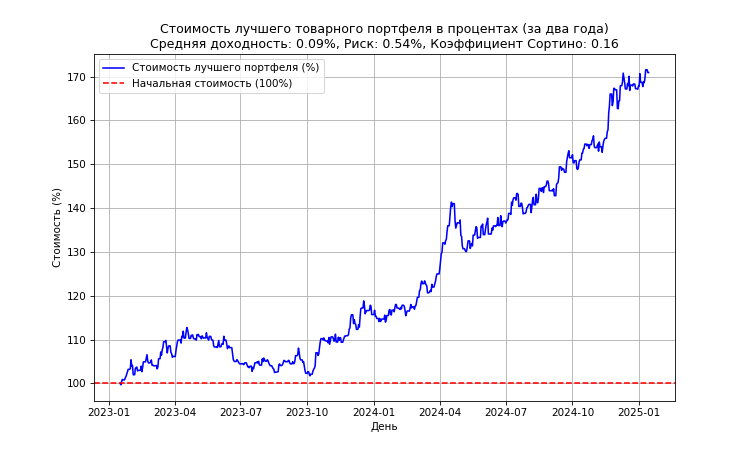 Стоимость лучшего товарного портфеля в процентах (за два года)
Средняя доходность: 0.09%, Риск: 0.54%, Коэффициент Сортино: 0.16
Стоимость лучшего портфеля (%)
Начальная стоимость (100%)
Стоимость (%)
170
160
150
140
130
120
110
100
2023-01 2023-04 2023-07 2023-10 2024-01 2024-04 2024-07 2024-10 2025-01
День